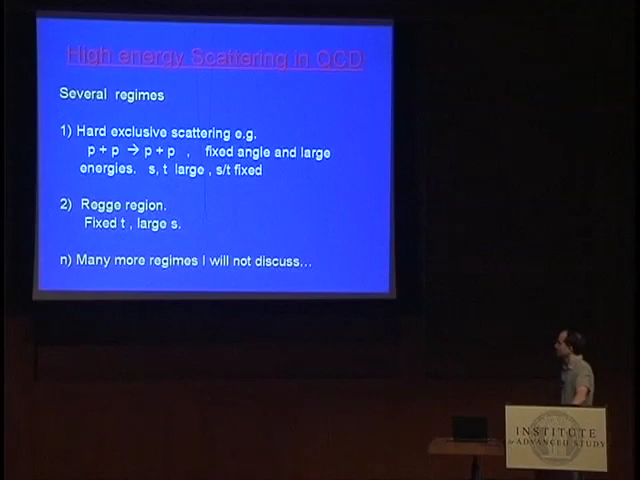 High energy Scattering in QCD
Several regimes
1) Hard exclusive scattering e.g.
p + p → p + p , fixed angle and large
energies. s, t large , s/t fixed
2) Regge region.
Fixed t , large s.
n) Many more regimes I will not discuss...
INSTITUTE
for ADVANCED STUDY